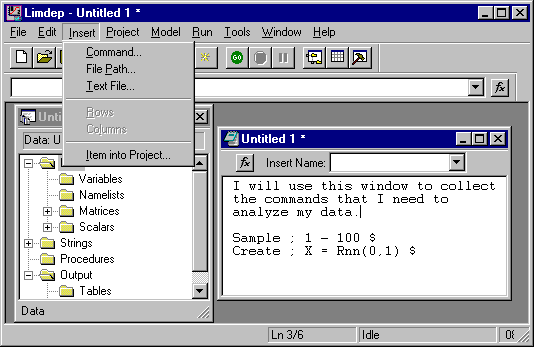 Limdep - Untitled 1 *
File Edit Insert Project Model Run Tools Window Help
Command...
File Path...
Text File...
Rows
Columns
Item into Project...
GO
fx
Data: U
Variables
Namelists
Matrices
Scalars
Strings
Procedures
Output
Tables
Data
Untitled 1 *
fx Insert Name:
I will use this window to collect
the commands that I need to
analyze my data.
Sample ; 1 - 100 $
Create ; X = Rnn(0,1) $
Ln 3/6 Idle